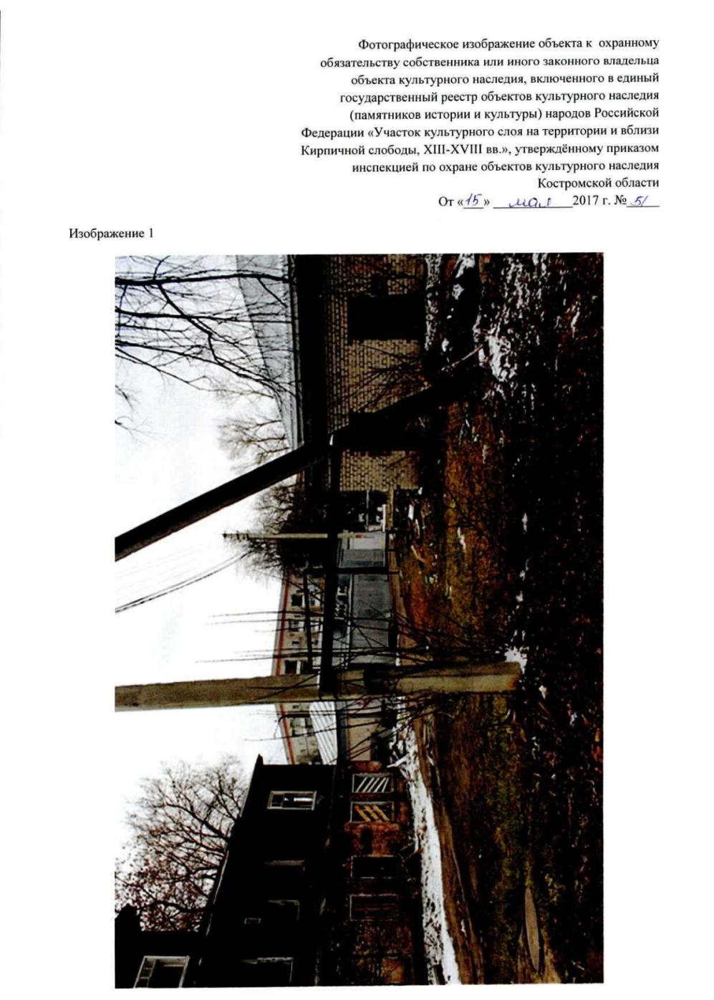 Фотографическое изображение объекта к охранному
обязательству собственника или иного законного владельца
объекта культурного наследия, включенного в единый
государственный реестр объектов культурного наследия
(памятников истории и культуры) народов Российской
Федерации «Участок культурного слоя на территории и вблизи
Кирпичной слободы, XIII-XVIII вв.», утверждённому приказом
инспекцией по охране объектов культурного наследия
Костромской области
От «15» мая 2017 г. № 51
Изображение 1